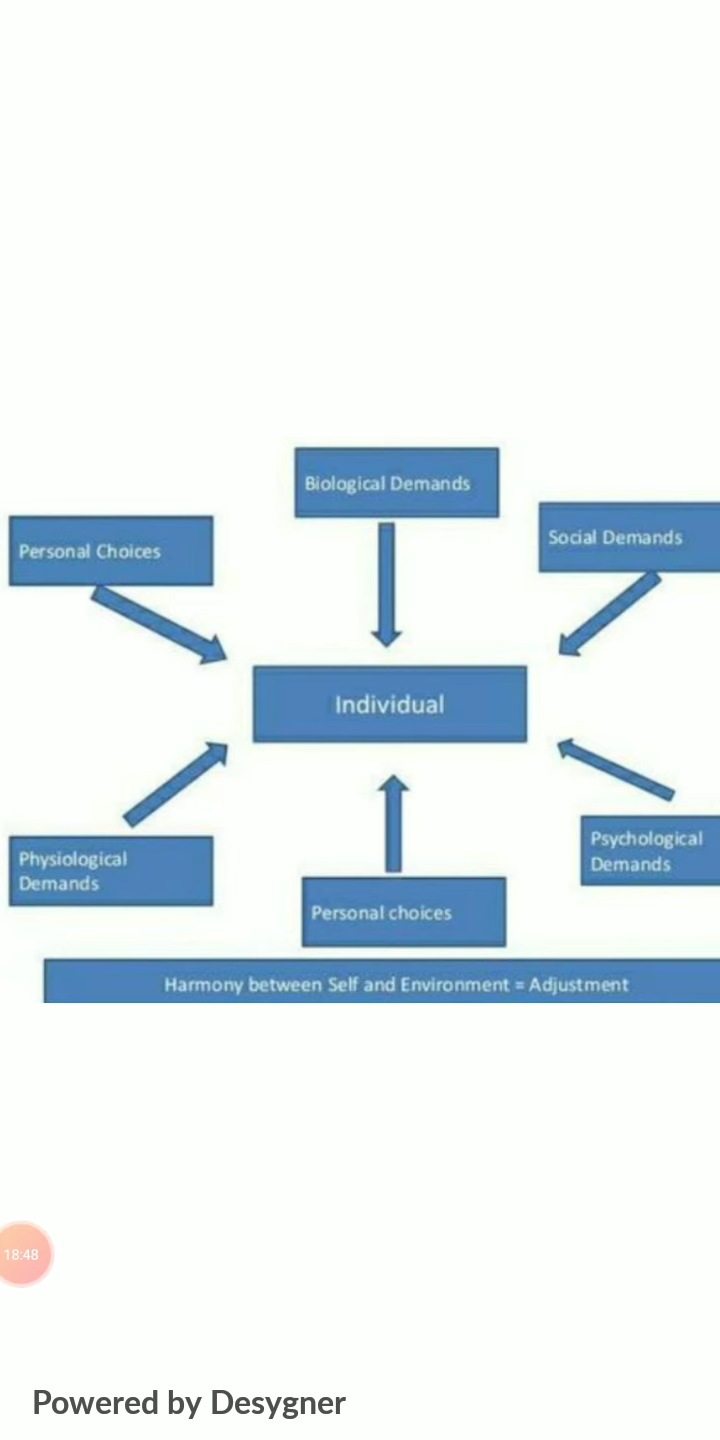 Biological Demands
Personal Choices
Social Demands
Individual
Physiological
Demands
Psychological
Demands
Personal choices
Harmony between Self and Environment = Adjustment
18:48
Powered by Desygner